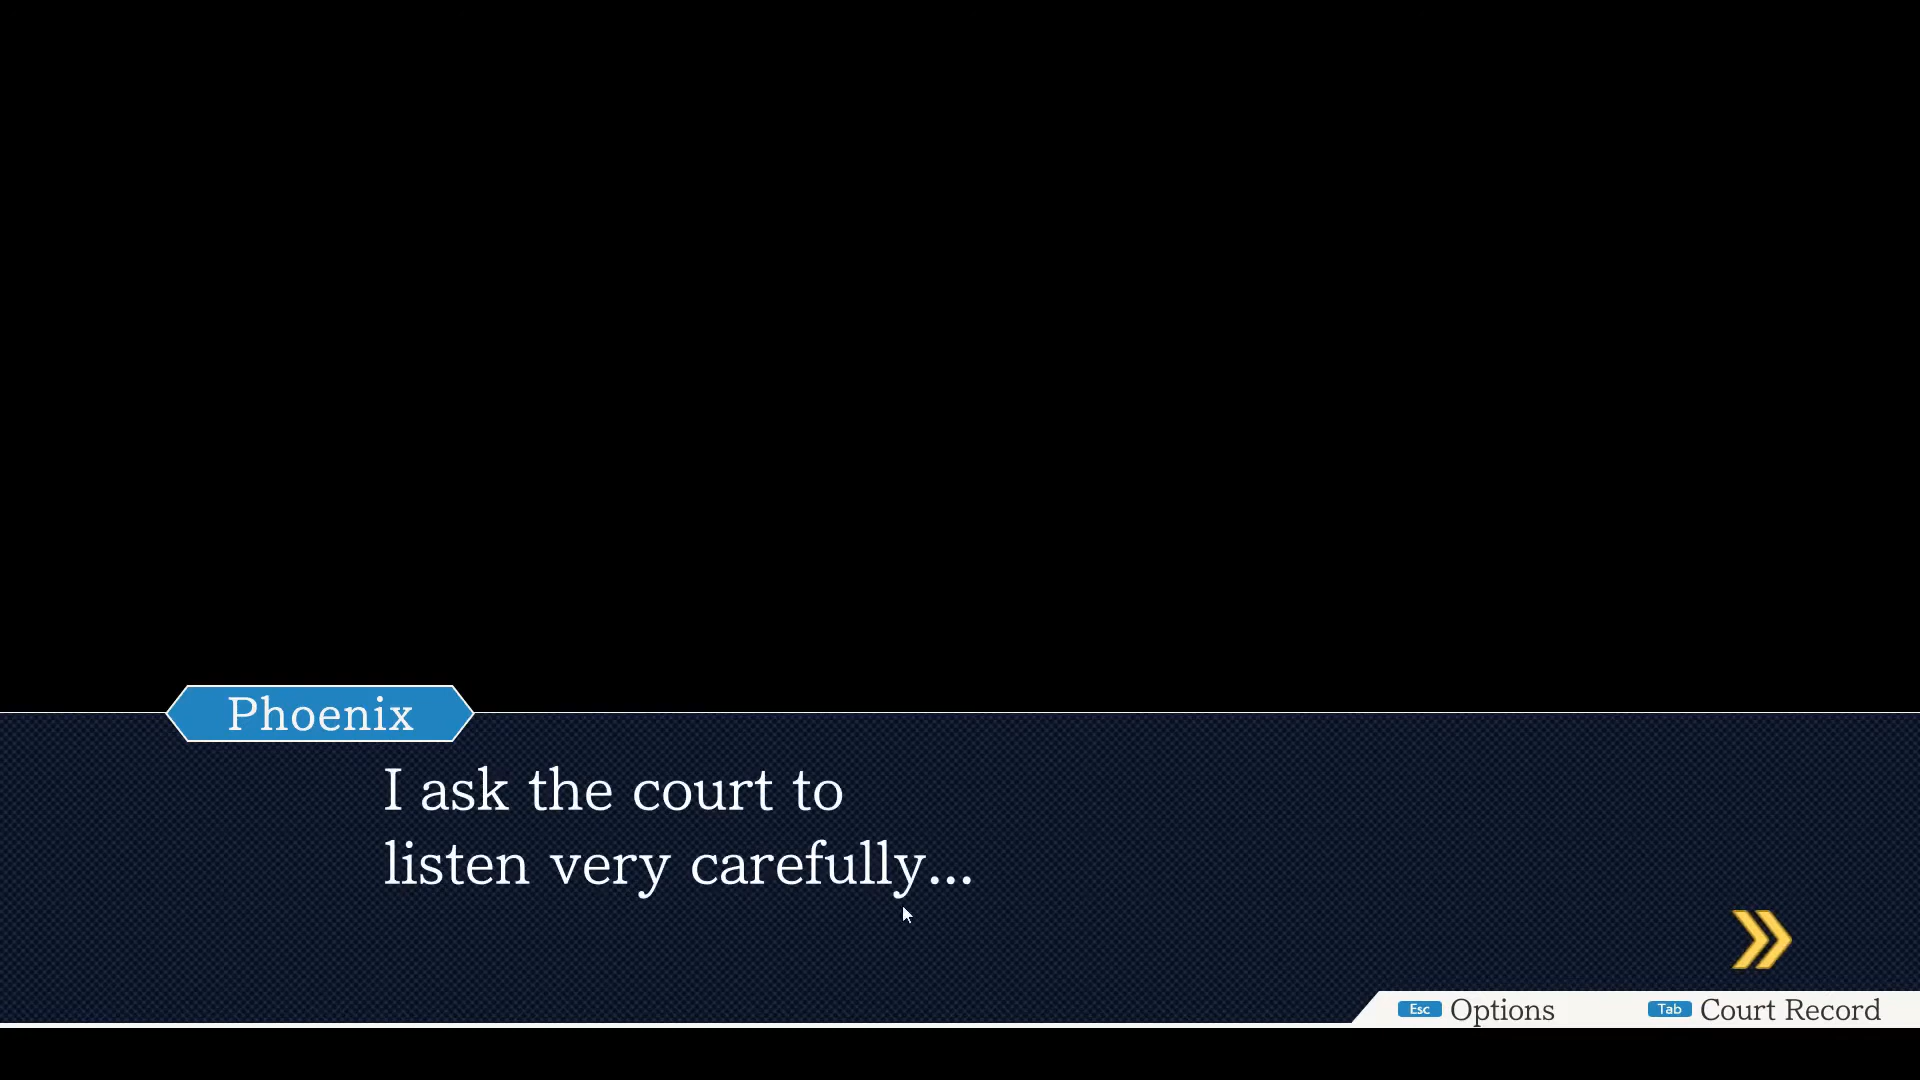 Phoenix
I ask the court to
listen very carefully...
Esc Options Tab Court Record